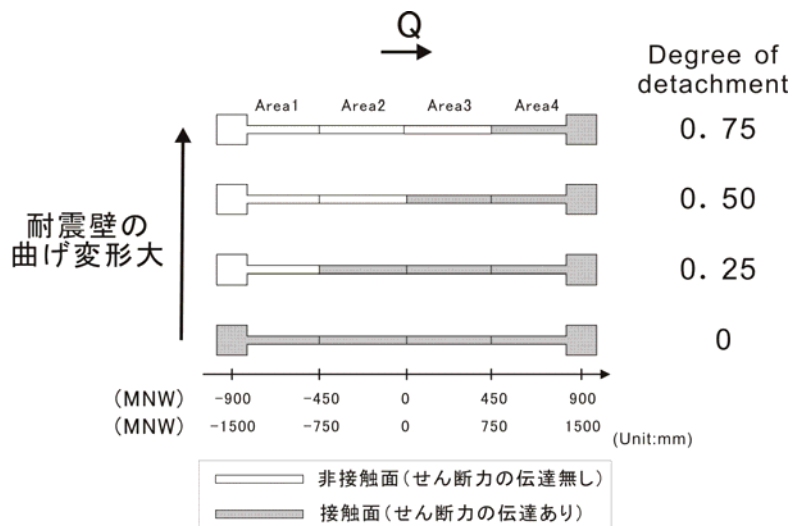 Q
Degree of
detachment
Area1 Area2 Area3 Area4
0. 75
0. 50
耐震壁の
曲げ変形大
0. 25
0
(MNW) -900 -450 0 450 900
(MNW) -1500 -750 0 750 1500
(Unit:mm)
非接触面(せん断力の伝達無し)
接触面(せん断力の伝達あり)